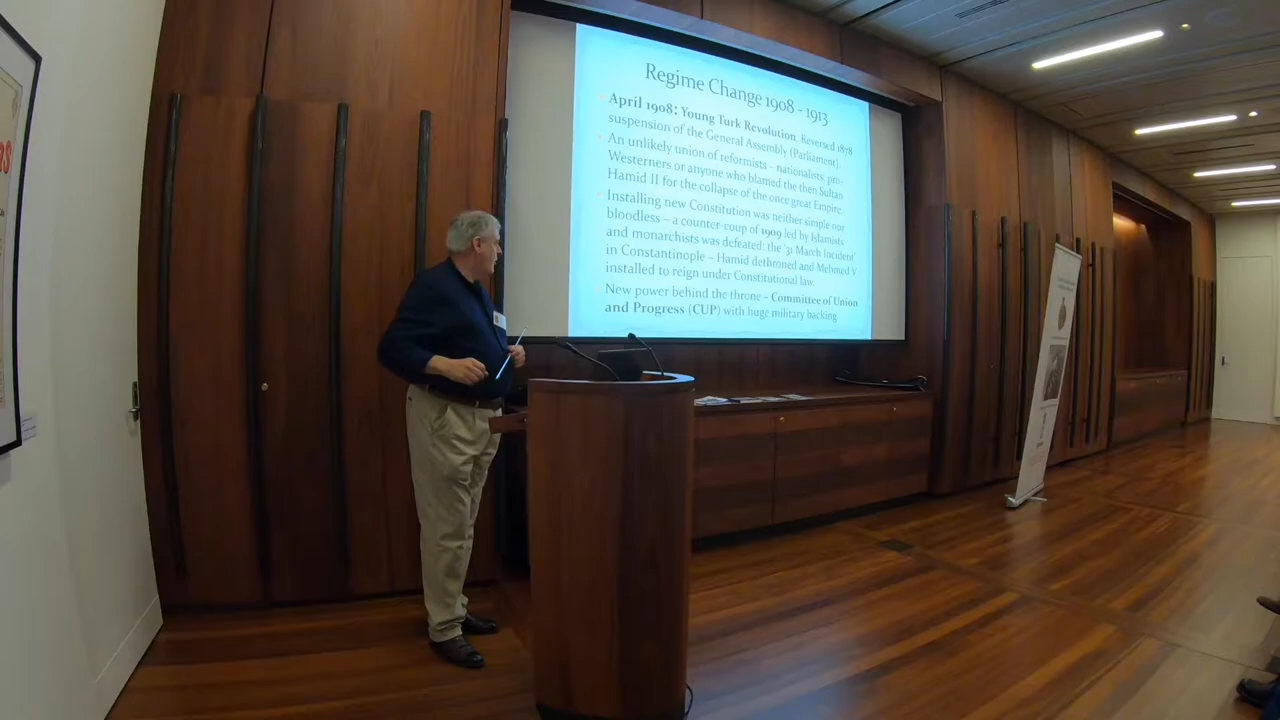 Regime Change 1908 - 1913
April 1908: Young Turk Revolution. Reversed 1878
suspension of the General Assembly (Parliament).
An unlikely union of reformists - nationalists, pro-
Westerners or anyone who blamed the then Sultan
Hamid II for the collapse of the once great Empire.
Installing new Constitution was neither simple nor
bloodless – a counter-coup of 1909 led by Islamists
and monarchists was defeated: the '31 March Incident'
in Constantinople – Hamid dethroned and Mehmed V
installed to reign under Constitutional law.
New power behind the throne - Committee of Union
and Progress (CUP) with huge military backing.